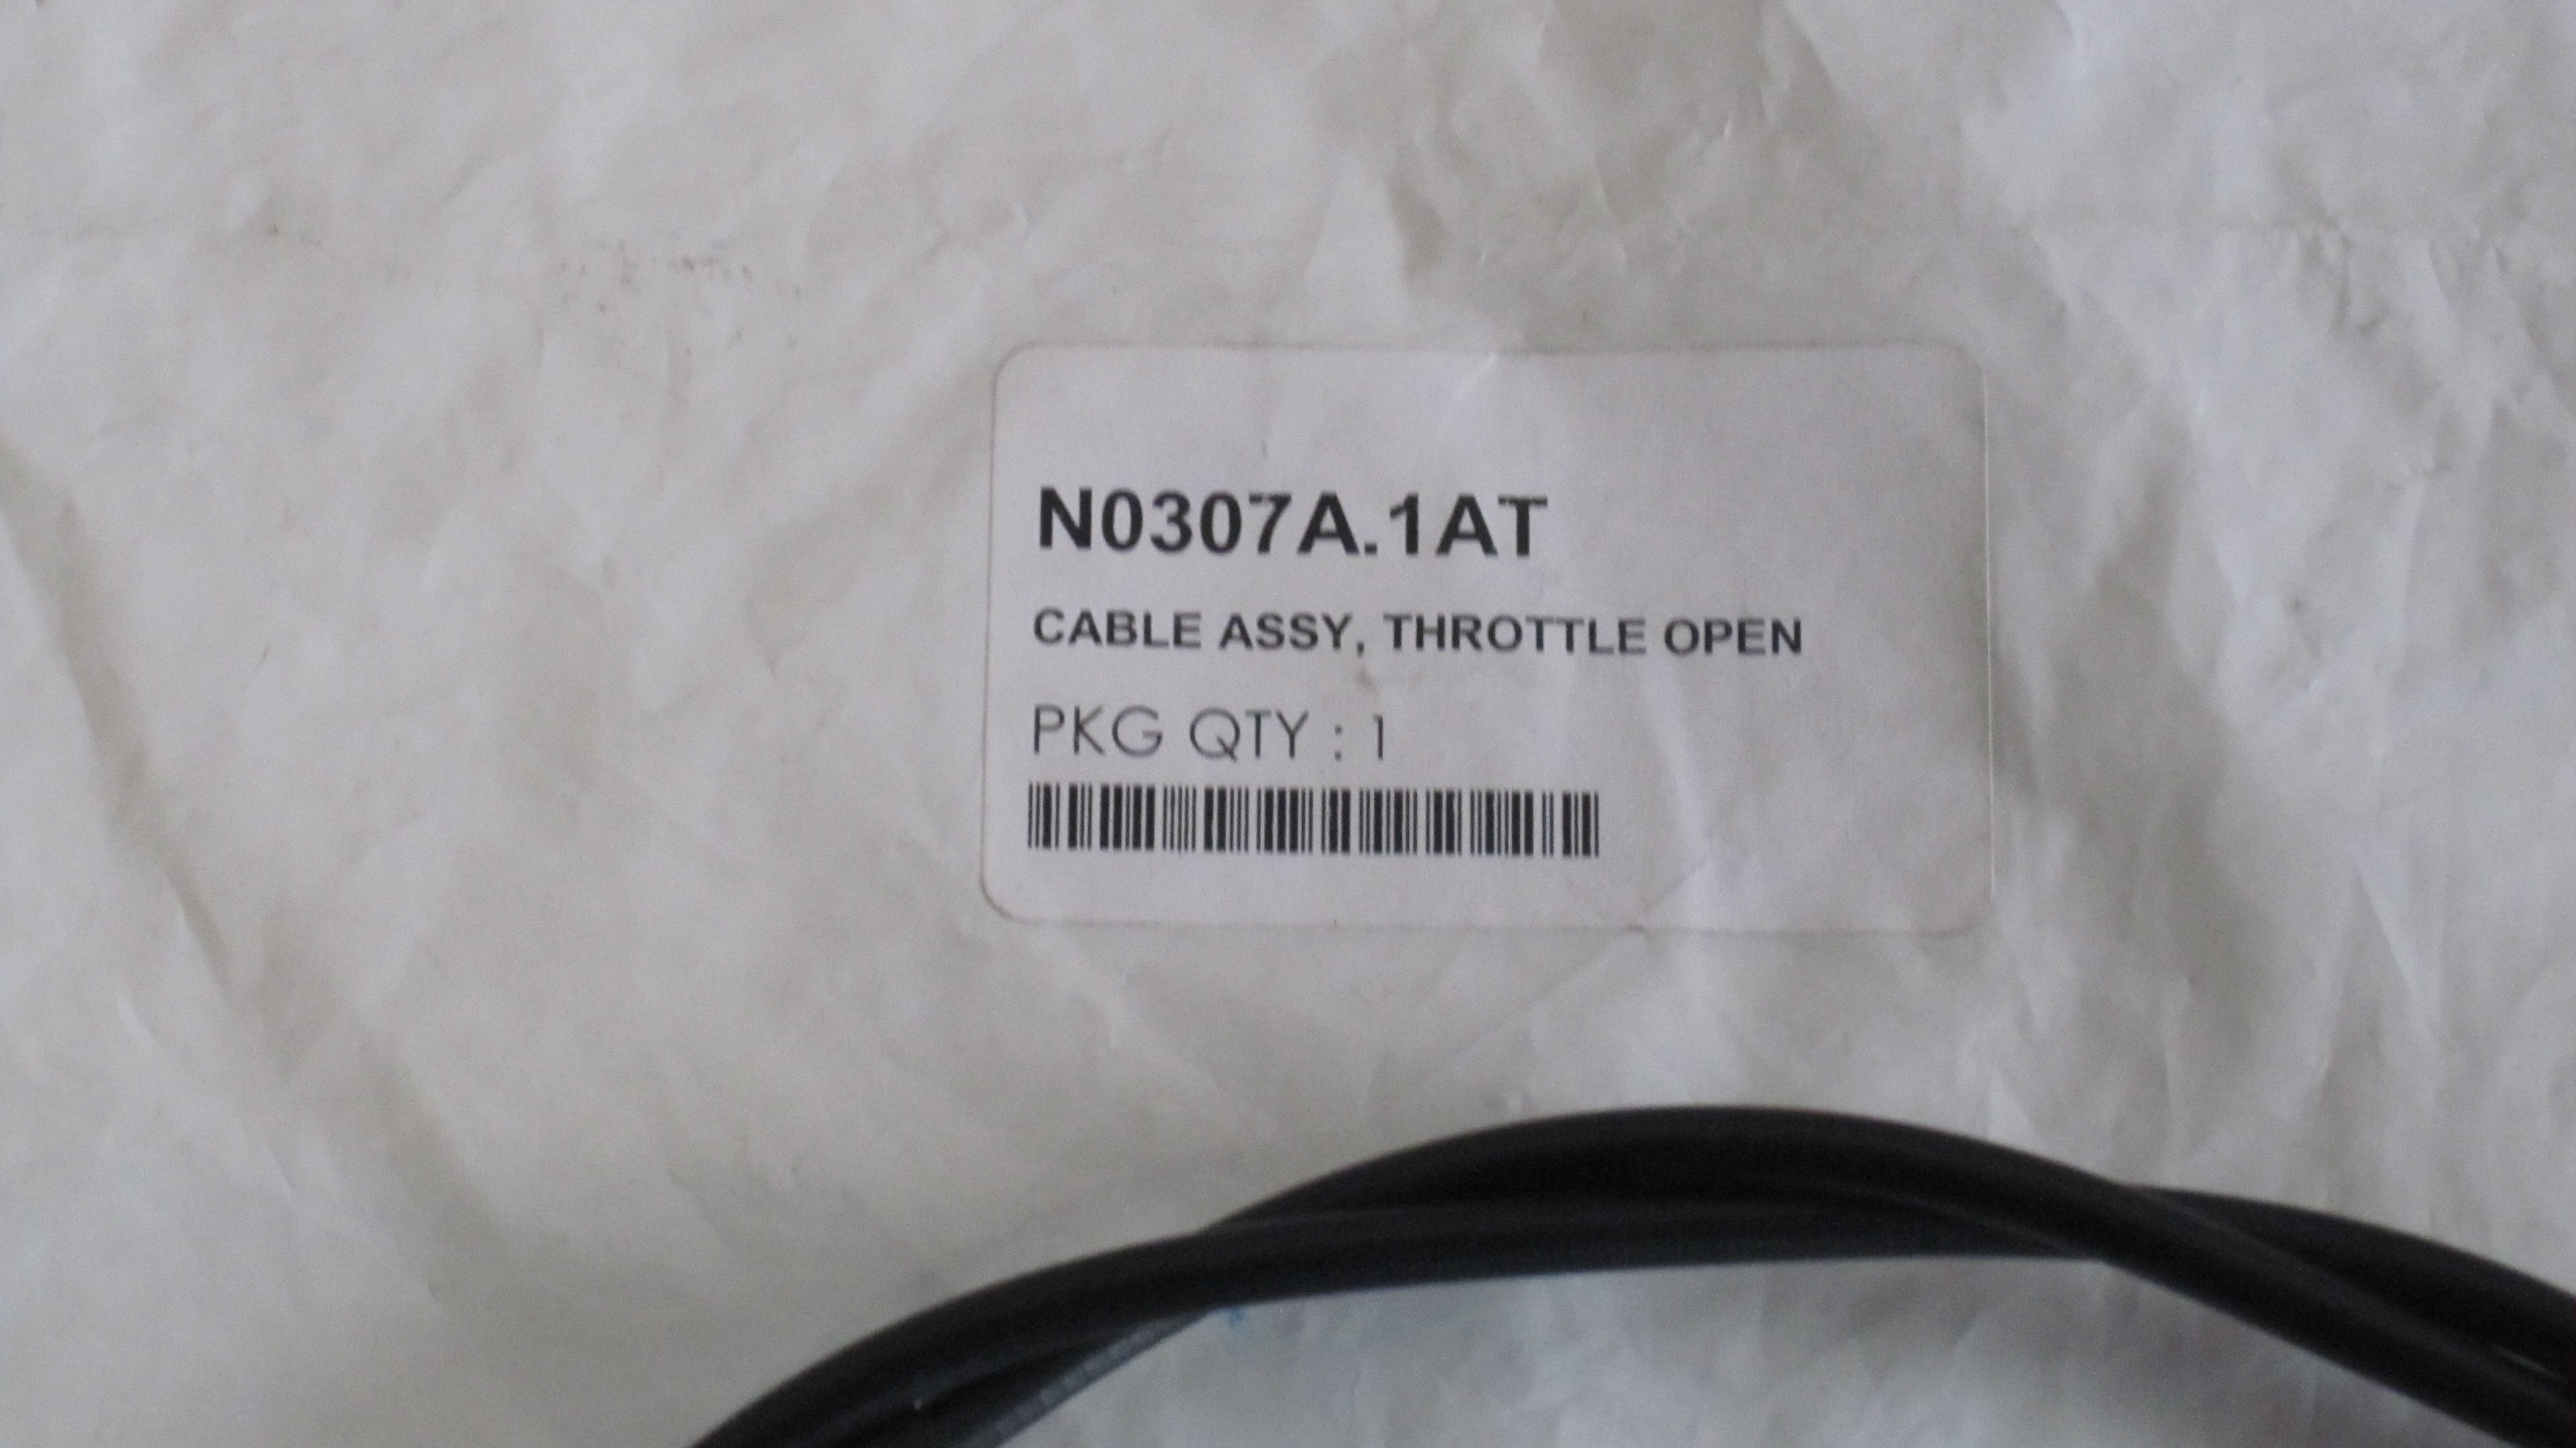 N0307A.1AT
CABLE ASSY, THROTTLE OPEN
PKG QTY : 1